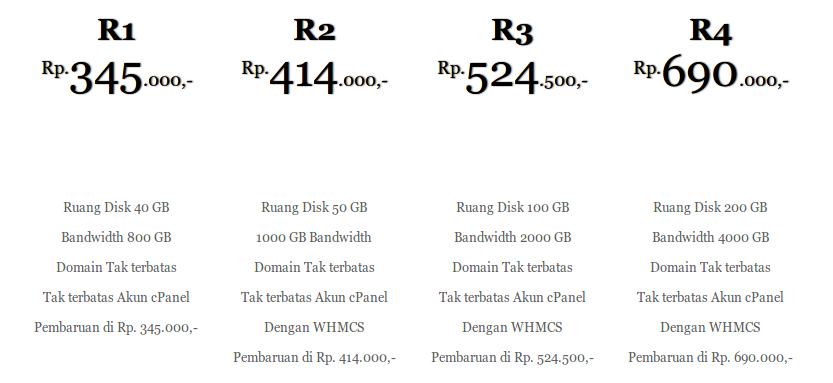 R1
Rp.345.000,-
Ruang Disk 40 GB
Bandwidth 800 GB
Domain Tak terbatas
Tak terbatas Akun cPanel
Pembaruan di Rp. 345.000,-
R2
Rp.414.000,-
Ruang Disk 50 GB
1000 GB Bandwidth
Domain Tak terbatas
Tak terbatas Akun cPanel
Dengan WHMCS
Pembaruan di Rp. 414.000,-
R3
Rp.524.500,-
Ruang Disk 100 GB
Bandwidth 2000 GB
Domain Tak terbatas
Tak terbatas Akun cPanel
Dengan WHMCS
Pembaruan di Rp. 524.500,-
R4
Rp.690.000,-
Ruang Disk 200 GB
Bandwidth 4000 GB
Domain Tak terbatas
Tak terbatas Akun cPanel
Dengan WHMCS
Pembaruan di Rp. 690.000,-